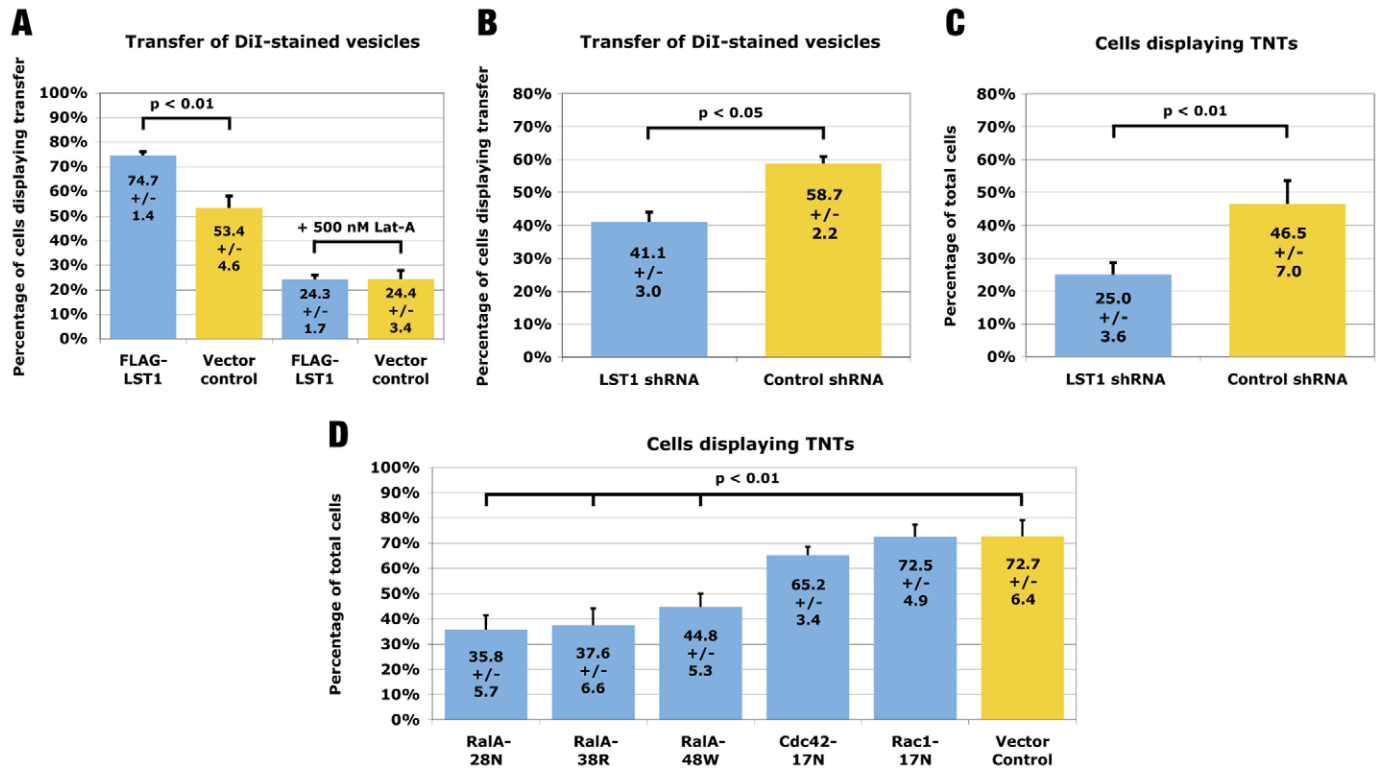 A
Transfer of DiI-stained vesicles
Percentage of cells displaying transfer
100%
90%
80%
70%
60%
50%
40%
30%
20%
10%
0%
p < 0.01
+ 500 nM Lat-A
74.7
+/-
1.4
53.4
+/-
4.6
24.3
+/-
1.7
24.4
+/-
3.4
FLAG-
LST1
Vector
control
FLAG-
LST1
Vector
control
B
Transfer of DiI-stained vesicles
Percentage of cells displaying transfer
80%
70%
60%
50%
40%
30%
20%
10%
0%
p < 0.05
41.1
+/-
3.0
58.7
+/-
2.2
LST1 shRNA
Control shRNA
C
Cells displaying TNTs
Percentage of total cells
80%
70%
60%
50%
40%
30%
20%
10%
0%
p < 0.01
25.0
+/-
3.6
46.5
+/-
7.0
LST1 shRNA
Control shRNA
D
Cells displaying TNTs
Percentage of total cells
100%
90%
80%
70%
60%
50%
40%
30%
20%
10%
0%
p < 0.01
35.8
+/-
5.7
37.6
+/-
6.6
44.8
+/-
5.3
65.2
+/-
3.4
72.5
+/-
4.9
72.7
+/-
6.4
RalA-
28N
RalA-
38R
RalA-
48W
Cdc42-
17N
Rac1-
17N
Vector
Control